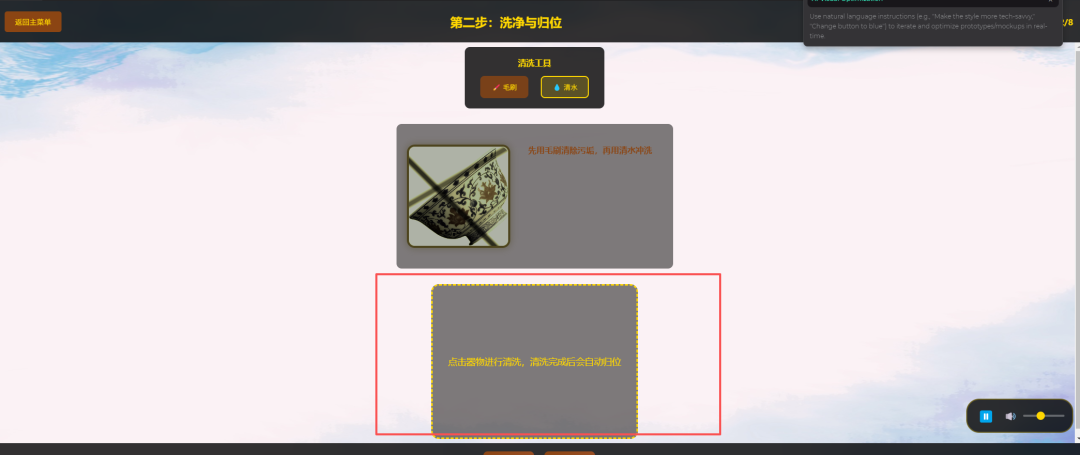 返回主菜单
第二步：洗净与归位
/8
Use natural language instructions (e.g., "Make the style more tech-savvy,"
"Change button to blue") to iterate and optimize prototypes/mockups in real-
time.
清洗工具
毛刷
清水
先用毛刷清除污垢，再用清水冲洗
点击器物进行清洗，清洗完成后会自动归位